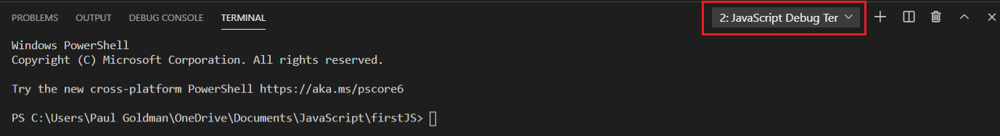 PROBLEMS OUTPUT DEBUG CONSOLE TERMINAL 2: JavaScript Debug Ter
Windows PowerShell
Copyright (C) Microsoft Corporation. All rights reserved.
Try the new cross-platform PowerShell https://aka.ms/pscore6
PS C:\Users\Paul Goldman\OneDrive\Documents\JavaScript\firstJS>